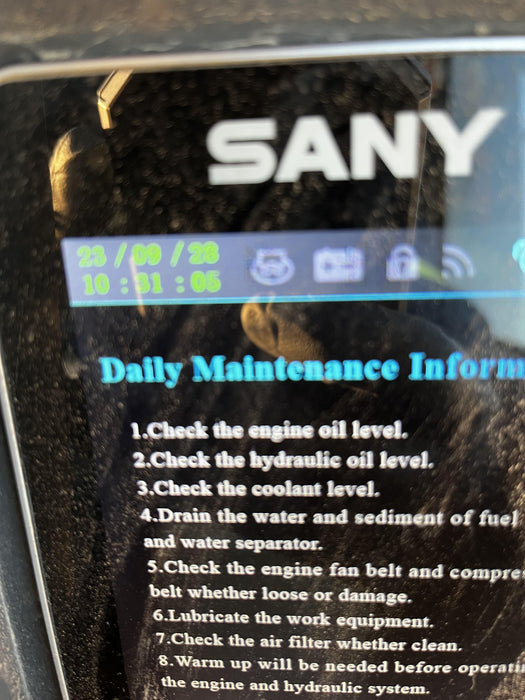 SANY
23 / 09 / 28
10 : 31 : 05
Daily Maintenance Inform
1.Check the engine oil level.
2.Check the hydraulic oil level.
3.Check the coolant level.
4.Drain the water and sediment of fuel
and water separator.
5.Check the engine fan belt and compres
belt whether loose or damage.
6.Lubricate the work equipment.
7.Check the air filter whether clean.
8.Warm up will be needed before operati
the engine and hydraulic system